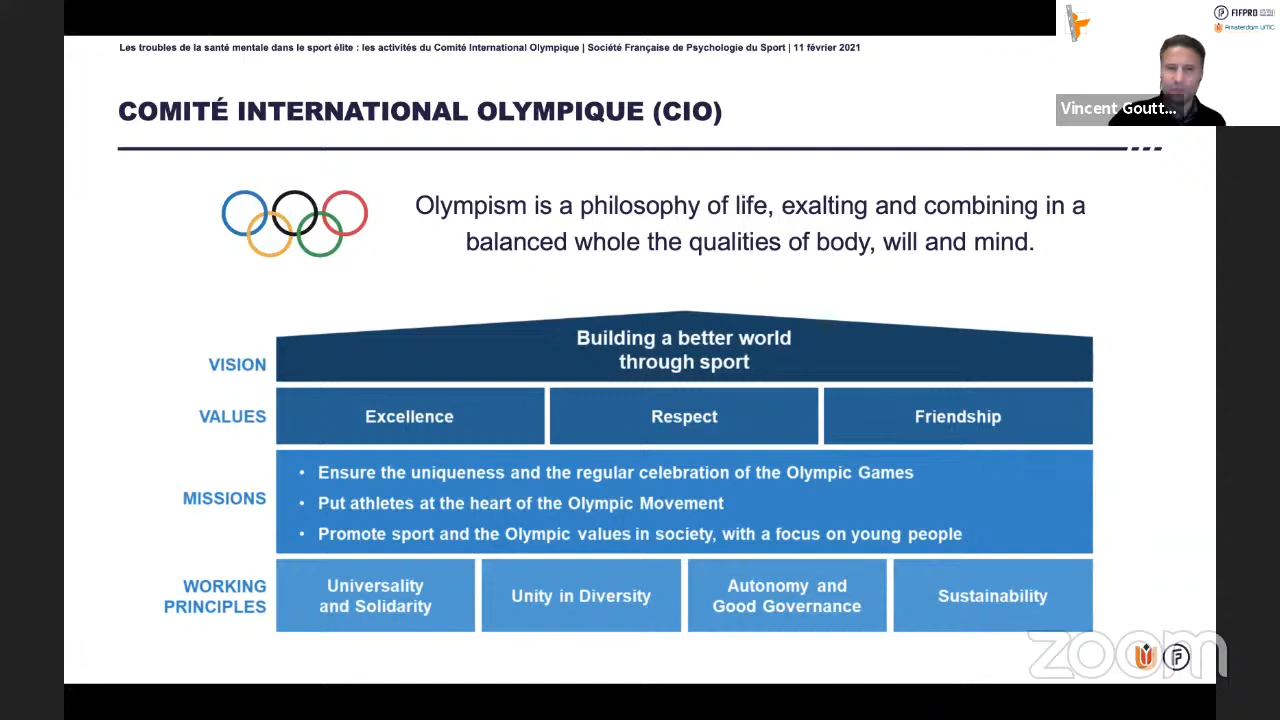 Les troubles de la santé mentale dans le sport élite : les activités du Comité International Olympique | Société Française de Psychologie du Sport | 11 février 2021
FIFPRO
Amsterdam UMC
Vincent Goutt...
COMITÉ INTERNATIONAL OLYMPIQUE (CIO)
Olympism is a philosophy of life, exalting and combining in a
balanced whole the qualities of body, will and mind.
VISION
Building a better world
through sport
VALUES
Excellence
Respect
Friendship
MISSIONS
• Ensure the uniqueness and the regular celebration of the Olympic Games
• Put athletes at the heart of the Olympic Movement
• Promote sport and the Olympic values in society, with a focus on young people
WORKING
PRINCIPLES
Universality
and Solidarity
Unity in Diversity
Autonomy and
Good Governance
Sustainability
zoom